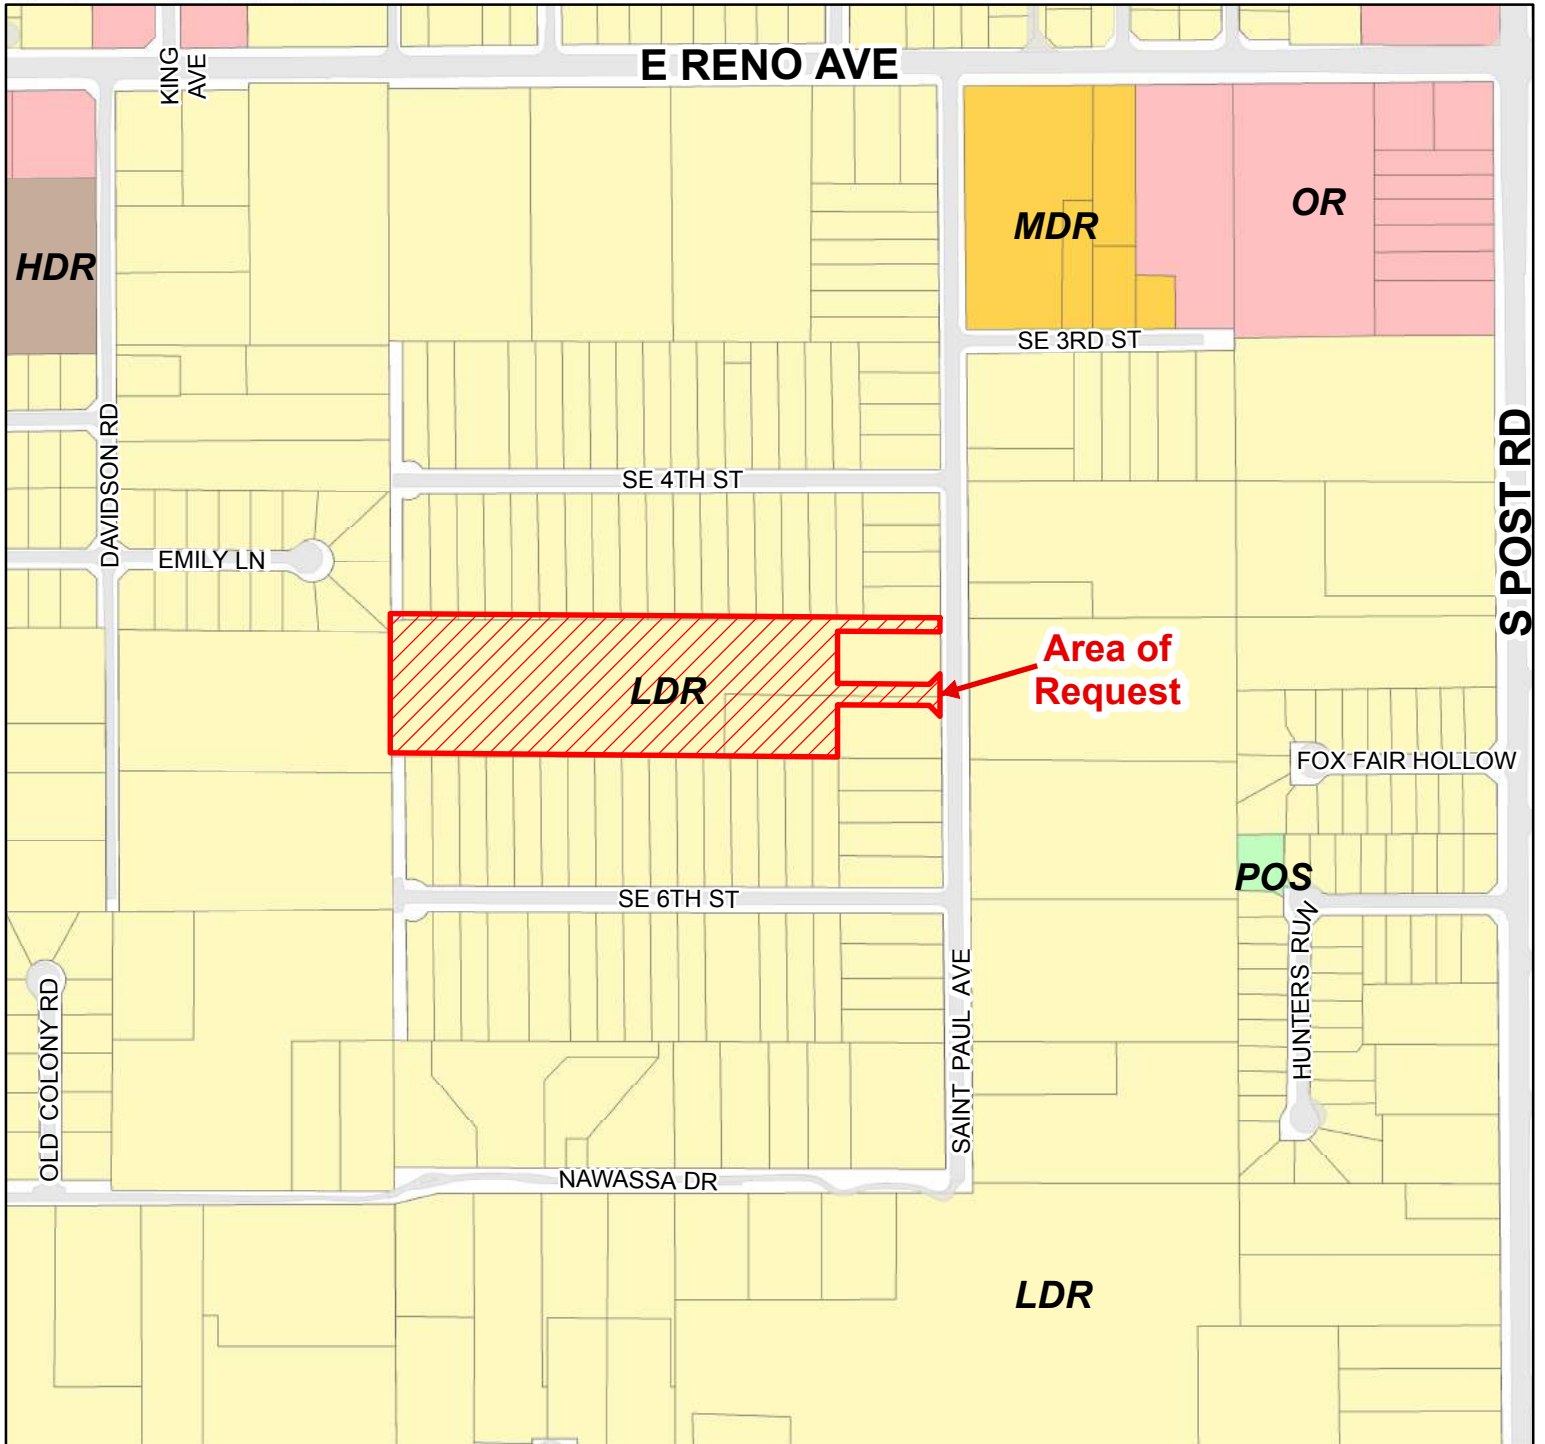 E RENO AVE
KING
AVE
HDR
MDR
OR
SE 3RD ST
DAVIDSON RD
SE 4TH ST
S POST RD
EMILY LN
LDR
Area of
Request
FOX FAIR HOLLOW
POS
SE 6TH ST
HUNTERS RUN
OLD COLONY RD
SAINT PAUL AVE
NAWASSA DR
LDR